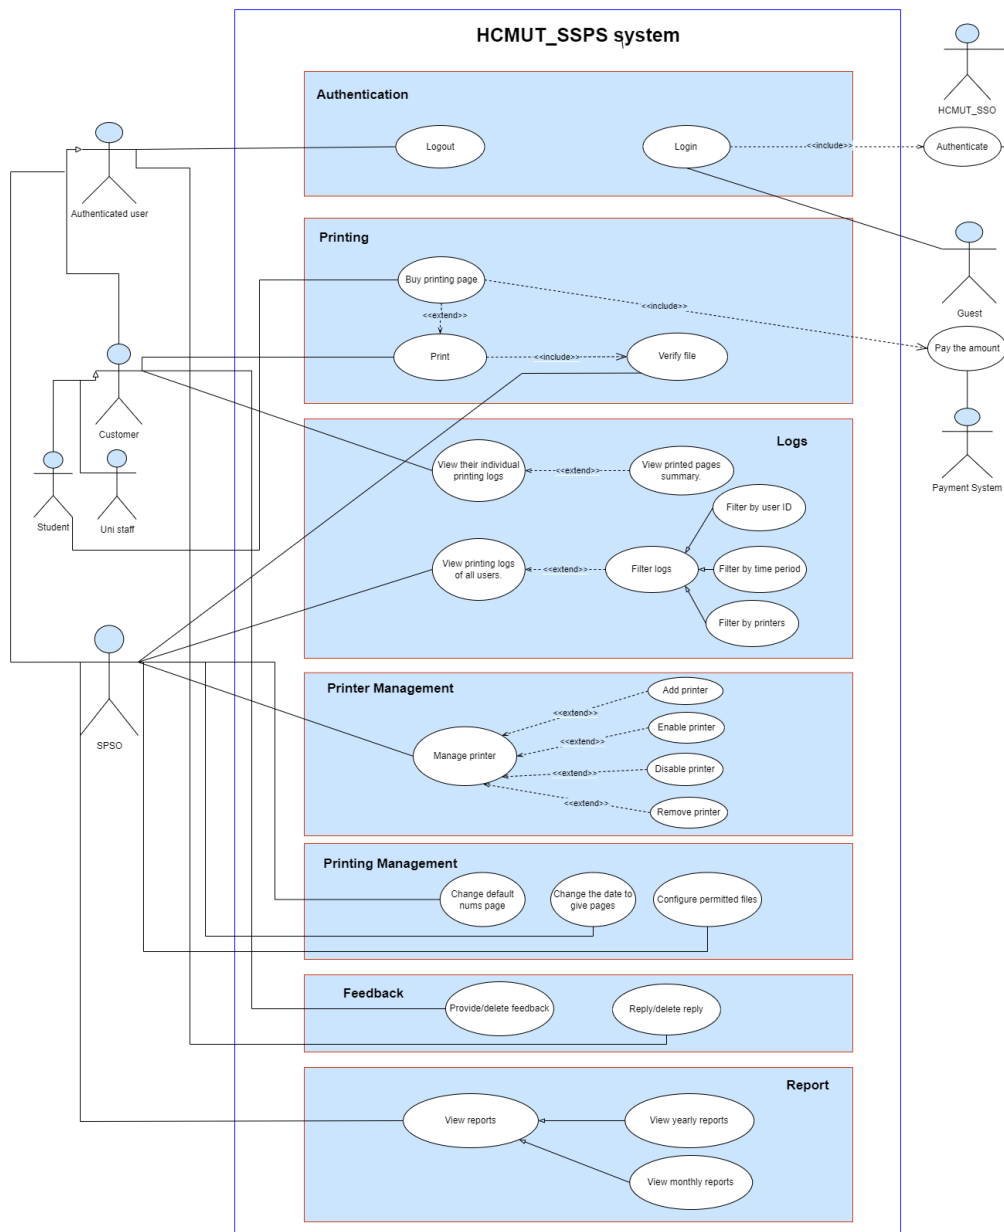 HCMUT_SSPS system
HCMUT_SSO
Authentication
Logout
Login
<<include>>
Authenticate
Authenticated user
Printing
Buy printing page
<<extend>>
<<include>>
Guest
Print
<<include>>
Verify file
Pay the amount
Customer
Logs
View their individual
printing logs
<<extend>>
View printed pages
summary.
Payment System
Student
Uni staff
Filter by user ID
View printing logs
of all users.
<<extend>>
Filter logs
Filter by time period
Filter by printers
SPSO
Printer Management
Add printer
<<extend>>
Enable printer
<<extend>>
Manage printer
Disable printer
<<extend>>
Remove printer
<<extend>>
Printing Management
Change default
nums page
Change the date to
give pages
Configure permitted files
Feedback
Provide/delete feedback
Reply/delete reply
Report
View reports
View yearly reports
View monthly reports